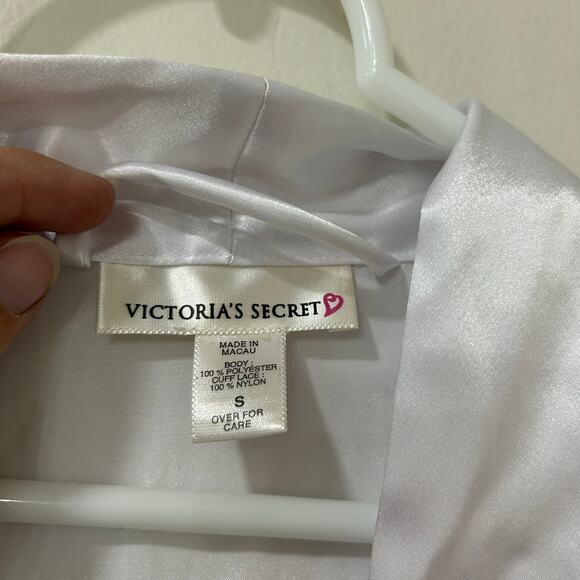 VICTORIA'S SECRET
MADE IN
MACAU
BODY :
100 % POLYESTER
CUFF LACE :
100 % NYLON
S
OVER FOR
CARE